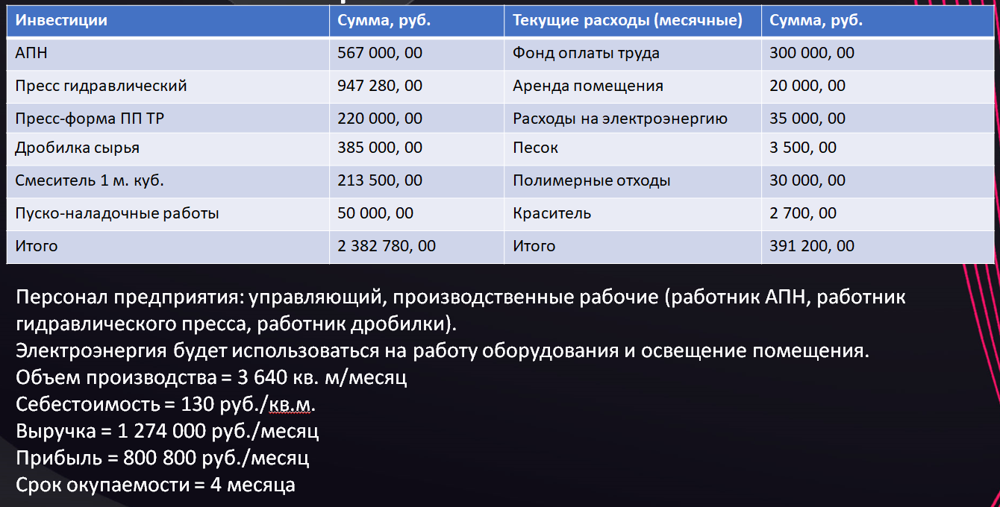 Инвестиции Сумма, руб. Текущие расходы (месячные) Сумма, руб.
АПН 567 000, 00 Фонд оплаты труда 300 000, 00
Пресс гидравлический 947 280, 00 Аренда помещения 20 000, 00
Пресс-форма ПП ТР 220 000, 00 Расходы на электроэнергию 35 000, 00
Дробилка сырья 385 000, 00 Песок 3 500, 00
Смеситель 1 м. куб. 213 500, 00 Полимерные отходы 30 000, 00
Пуско-наладочные работы 50 000, 00 Краситель 2 700, 00
Итого 2 382 780, 00 Итого 391 200, 00
Персонал предприятия: управляющий, производственные рабочие (работник АПН, работник
гидравлического пресса, работник дробилки).
Электроэнергия будет использоваться на работу оборудования и освещение помещения.
Объем производства = 3 640 кв. м/месяц
Себестоимость = 130 руб./кв.м.
Выручка = 1 274 000 руб./месяц
Прибыль = 800 800 руб./месяц
Срок окупаемости = 4 месяца